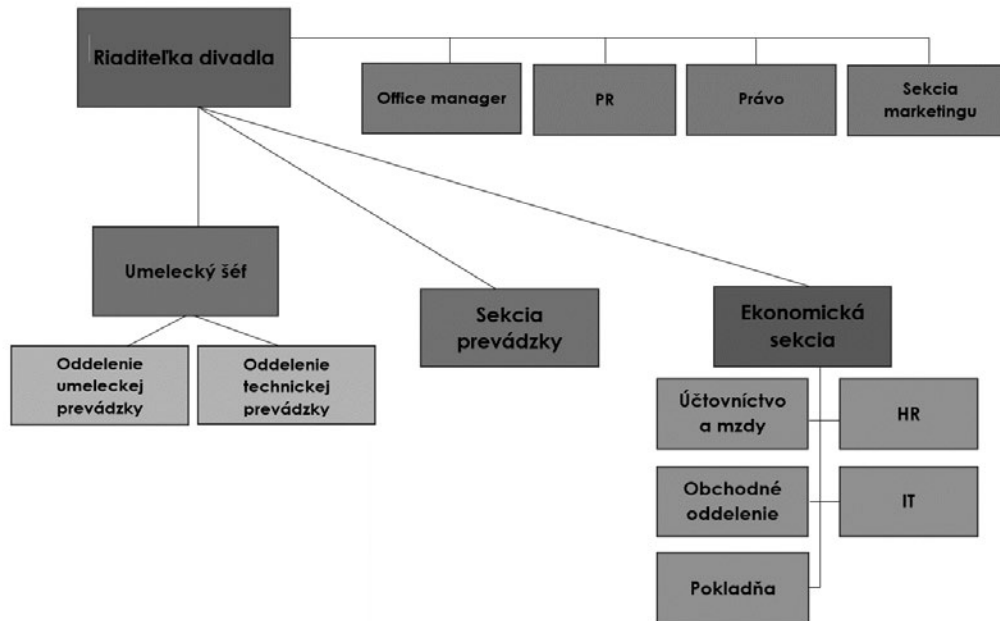 Riaditeľka divadla
Office manager
PR
Právo
Sekcia
marketingu
Umelecký šéf
Oddelenie
umeleckej
prevádzky
Oddelenie
technickej
prevádzky
Sekcia
prevádzky
Ekonomická
sekcia
Účtovníctvo
a mzdy
HR
Obchodné
oddelenie
IT
Pokladňa